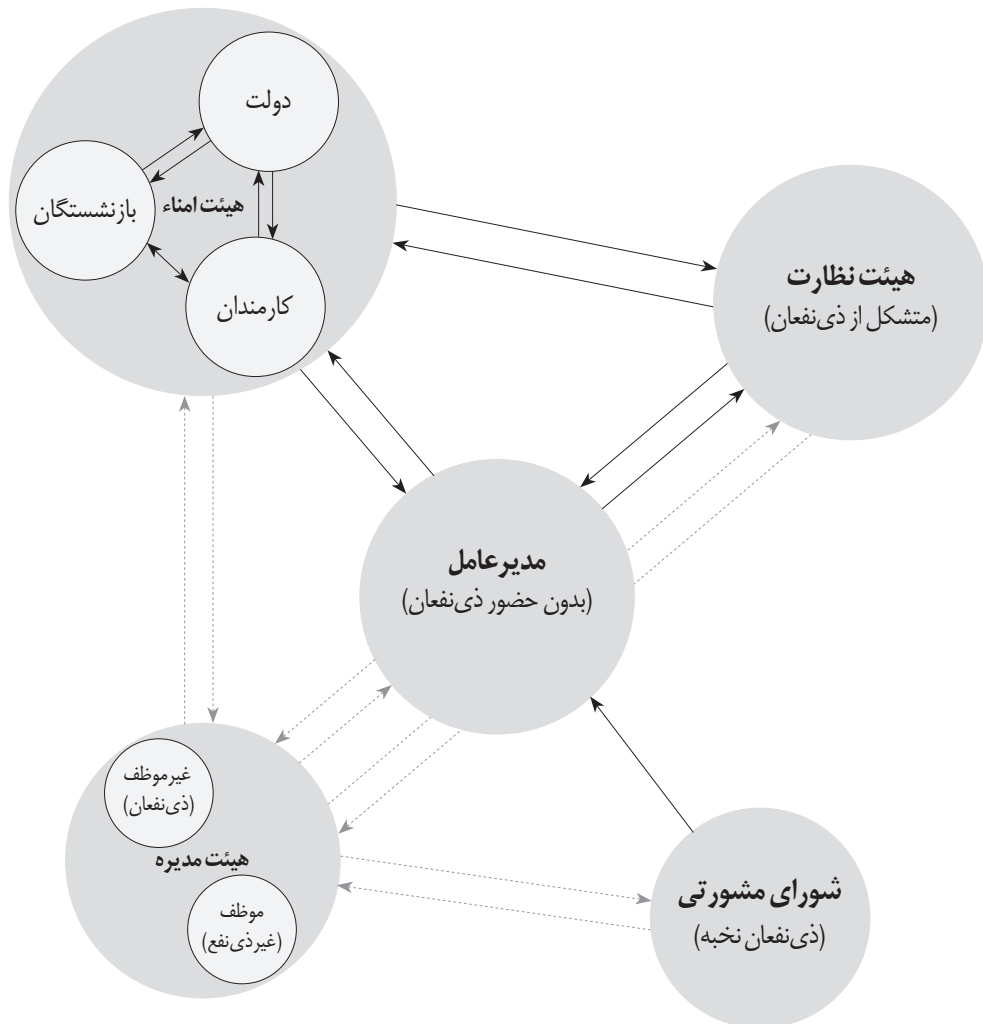 دولت
بازنشستگان
هیئت امناء
کارمندان
هیئت نظارت
(متشکل از ذی‌نفعان)
مدیرعامل
(بدون حضور ذی‌نفعان)
غیرموظف
(ذی‌نفعان)
هیئت مدیره
موظف
(غیرذی‌نفع)
شورای مشورتی
(ذی‌نفعان نخبه)